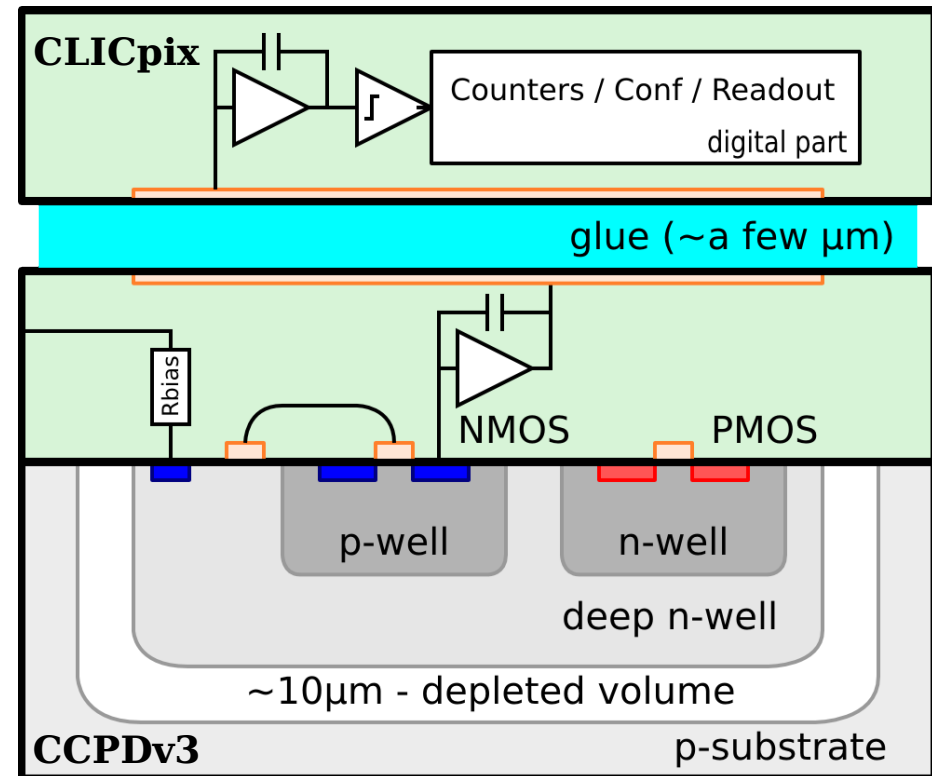 CLICpix
Counters / Conf / Readout
digital part
glue (~a few μm)
Rbias
NMOS
PMOS
p-well
n-well
deep n-well
~10μm - depleted volume
CCPDv3
p-substrate